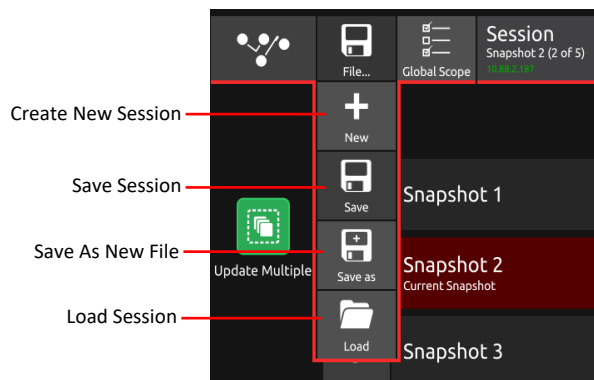 File...
Global Scope
Session
Snapshot 2 (2 of 5)
10.88.2.187
Create New Session
New
Save Session
Save
Snapshot 1
Save As New File
Save as
Update Multiple
Snapshot 2
Current Snapshot
Load Session
Load
Snapshot 3